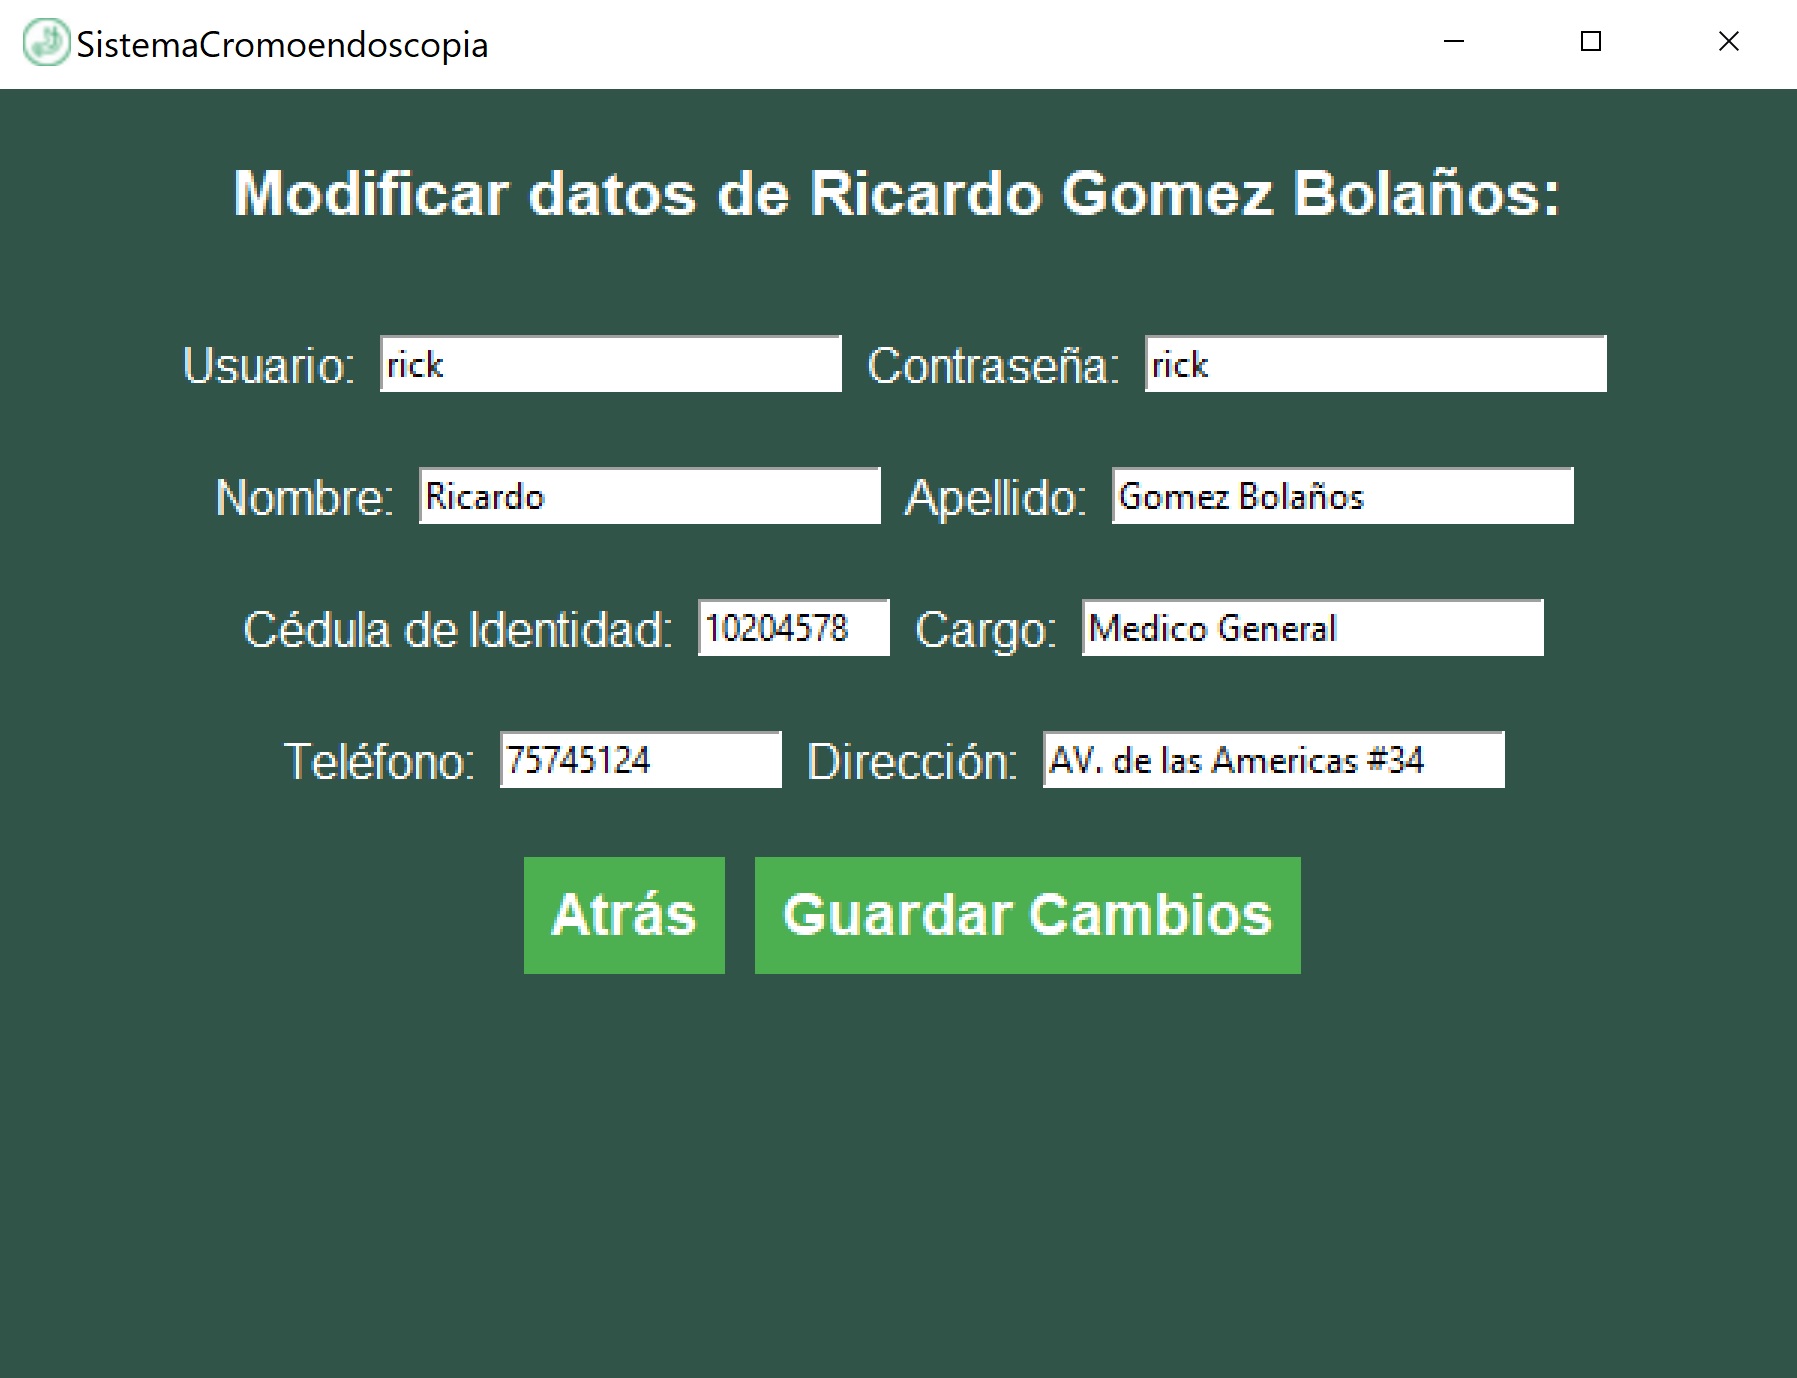 SistemaCromoendoscopia
Modificar datos de Ricardo Gomez Bolaños:
Usuario: rick Contraseña: rick
Nombre: Ricardo Apellido: Gomez Bolaños
Cédula de Identidad: 10204578 Cargo: Medico General
Teléfono: 75745124 Dirección: AV. de las Americas #34
Atrás Guardar Cambios